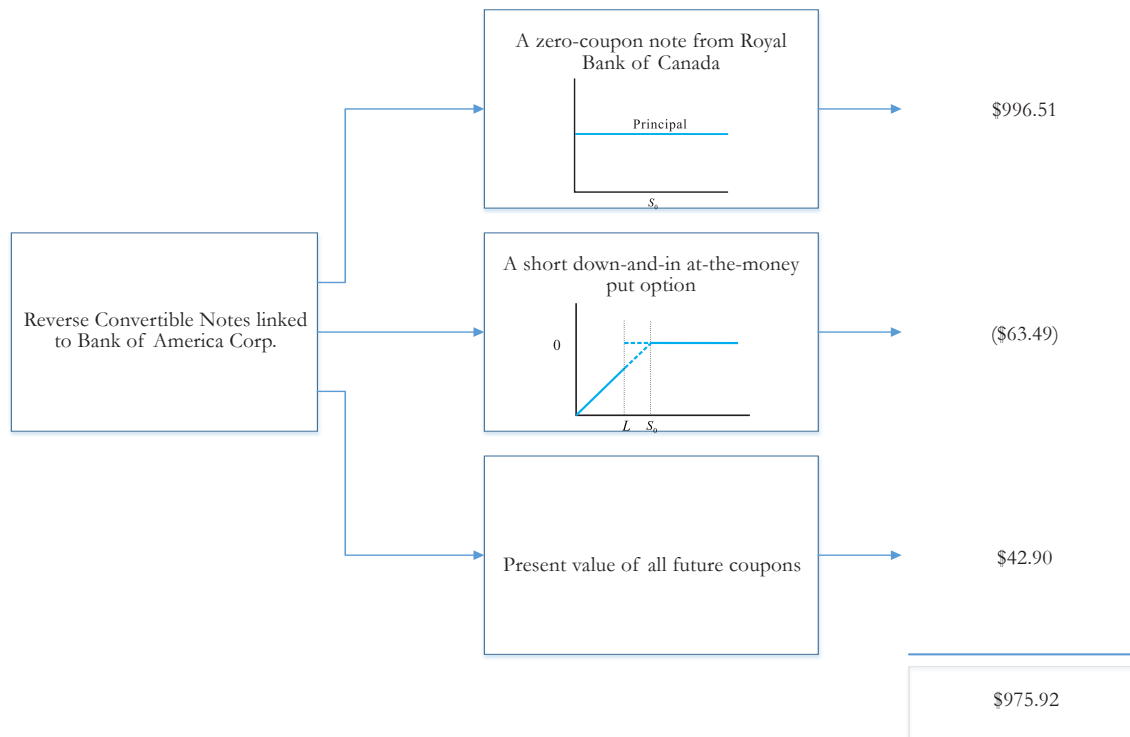 A zero-coupon note from Royal
Bank of Canada
Principal
S₀
$996.51
Reverse Convertible Notes linked
to Bank of America Corp.
A short down-and-in at-the-money
put option
0
L S₀
($63.49)
Present value of all future coupons
$42.90
$975.92